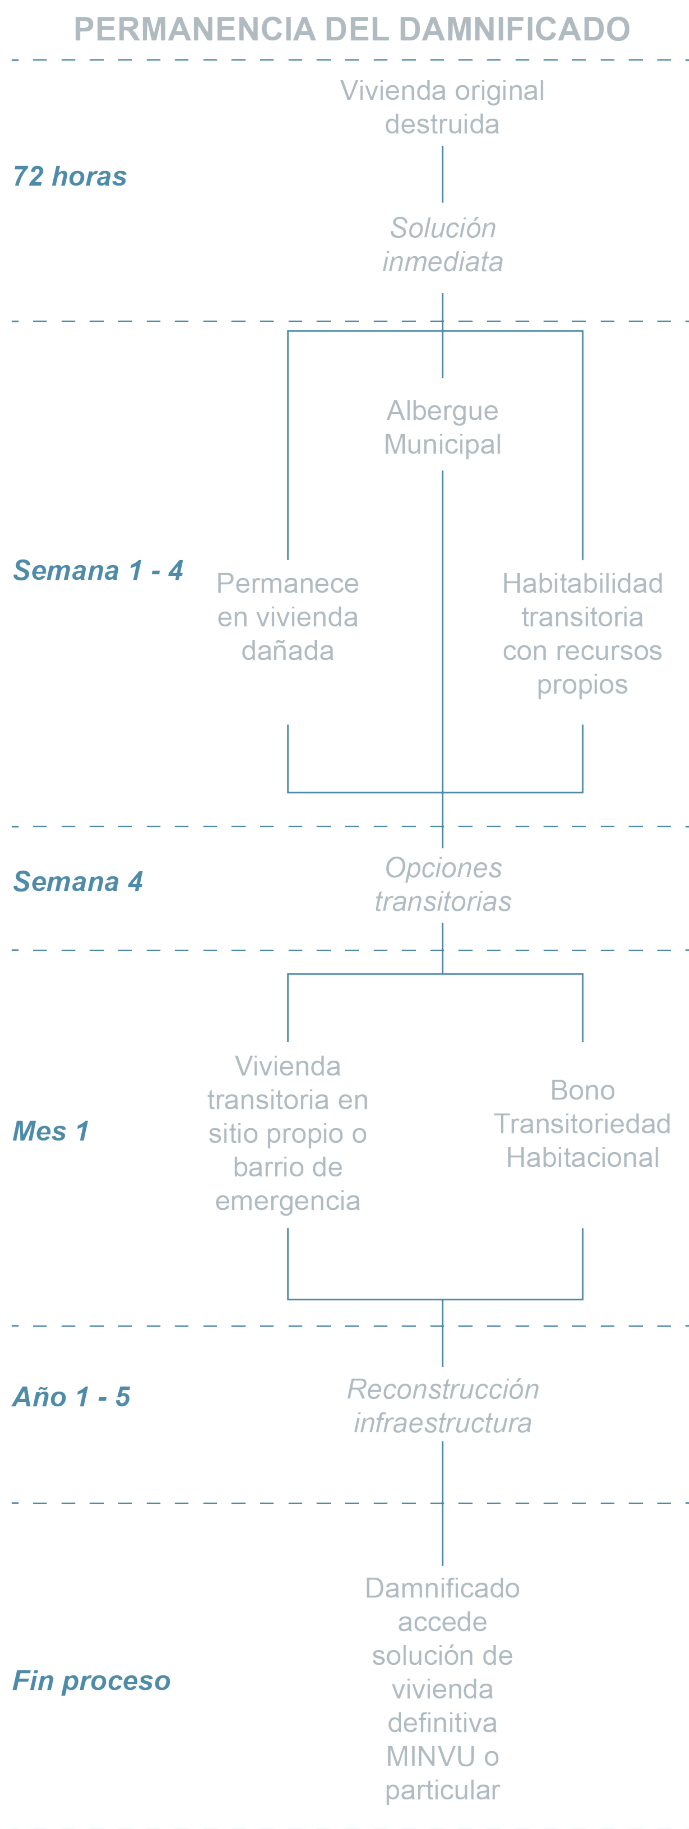 PERMANENCIA DEL DAMNIFICADO
Vivienda original
destruida
72 horas
Solución
inmediata
Albergue
Municipal
Semana 1 - 4
Permanece
en vivienda
dañada
Habitabilidad
transitoria
con recursos
propios
Semana 4
Opciones
transitorias
Mes 1
Vivienda
transitoria en
sitio propio o
barrio de
emergencia
Bono
Transitoriedad
Habitacional
Año 1 - 5
Reconstrucción
infraestructura
Fin proceso
Damnificado
accede
solución de
vivienda
definitiva
MINVU o
particular